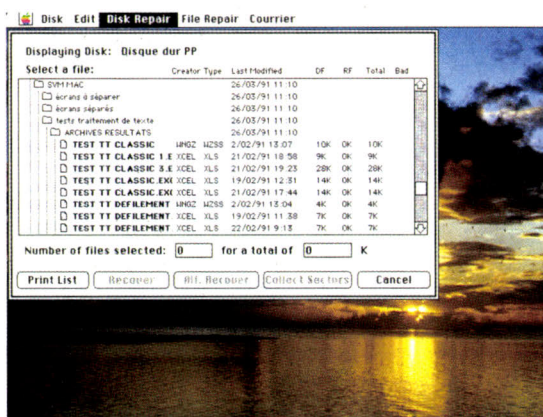 Disk Edit Disk Repair File Repair Courrier
Displaying Disk: Disque dur PP
Select a file: Creator Type Last Modified DF RF Total Bad
SVM MAC 26/03/91 11:10
écrans à séparer 26/03/91 11:10
écrans séparés 26/03/91 11:10
tests traitement de texte 26/03/91 11:10
ARCHIVES RESULTATS 26/03/91 11:10
TEST TT CLASSIC WNGZ WZSS 2/02/91 13:07 10K 0K 10K
TEST TT CLASSIC 1.E XCEL XLS 21/02/91 18:58 9K 0K 9K
TEST TT CLASSIC 3.E XCEL XLS 21/02/91 19:23 28K 0K 28K
TEST TT CLASSIC.EX( XCEL XLS 19/02/91 12:31 14K 0K 14K
TEST TT CLASSIC.EX( XCEL XLS 21/02/91 17:44 14K 0K 14K
TEST TT DEFILEMENT WNGZ WZSS 2/02/91 13:04 4K 0K 4K
TEST TT DEFILEMENT XCEL XLS 19/02/91 11:38 7K 0K 7K
TEST TT DEFILEMENT XCEL XLS 22/02/91 9:13 7K 0K 7K
Number of files selected: 0 for a total of 0 K
Print List Recover Alt. Recover Collect Sectors Cancel